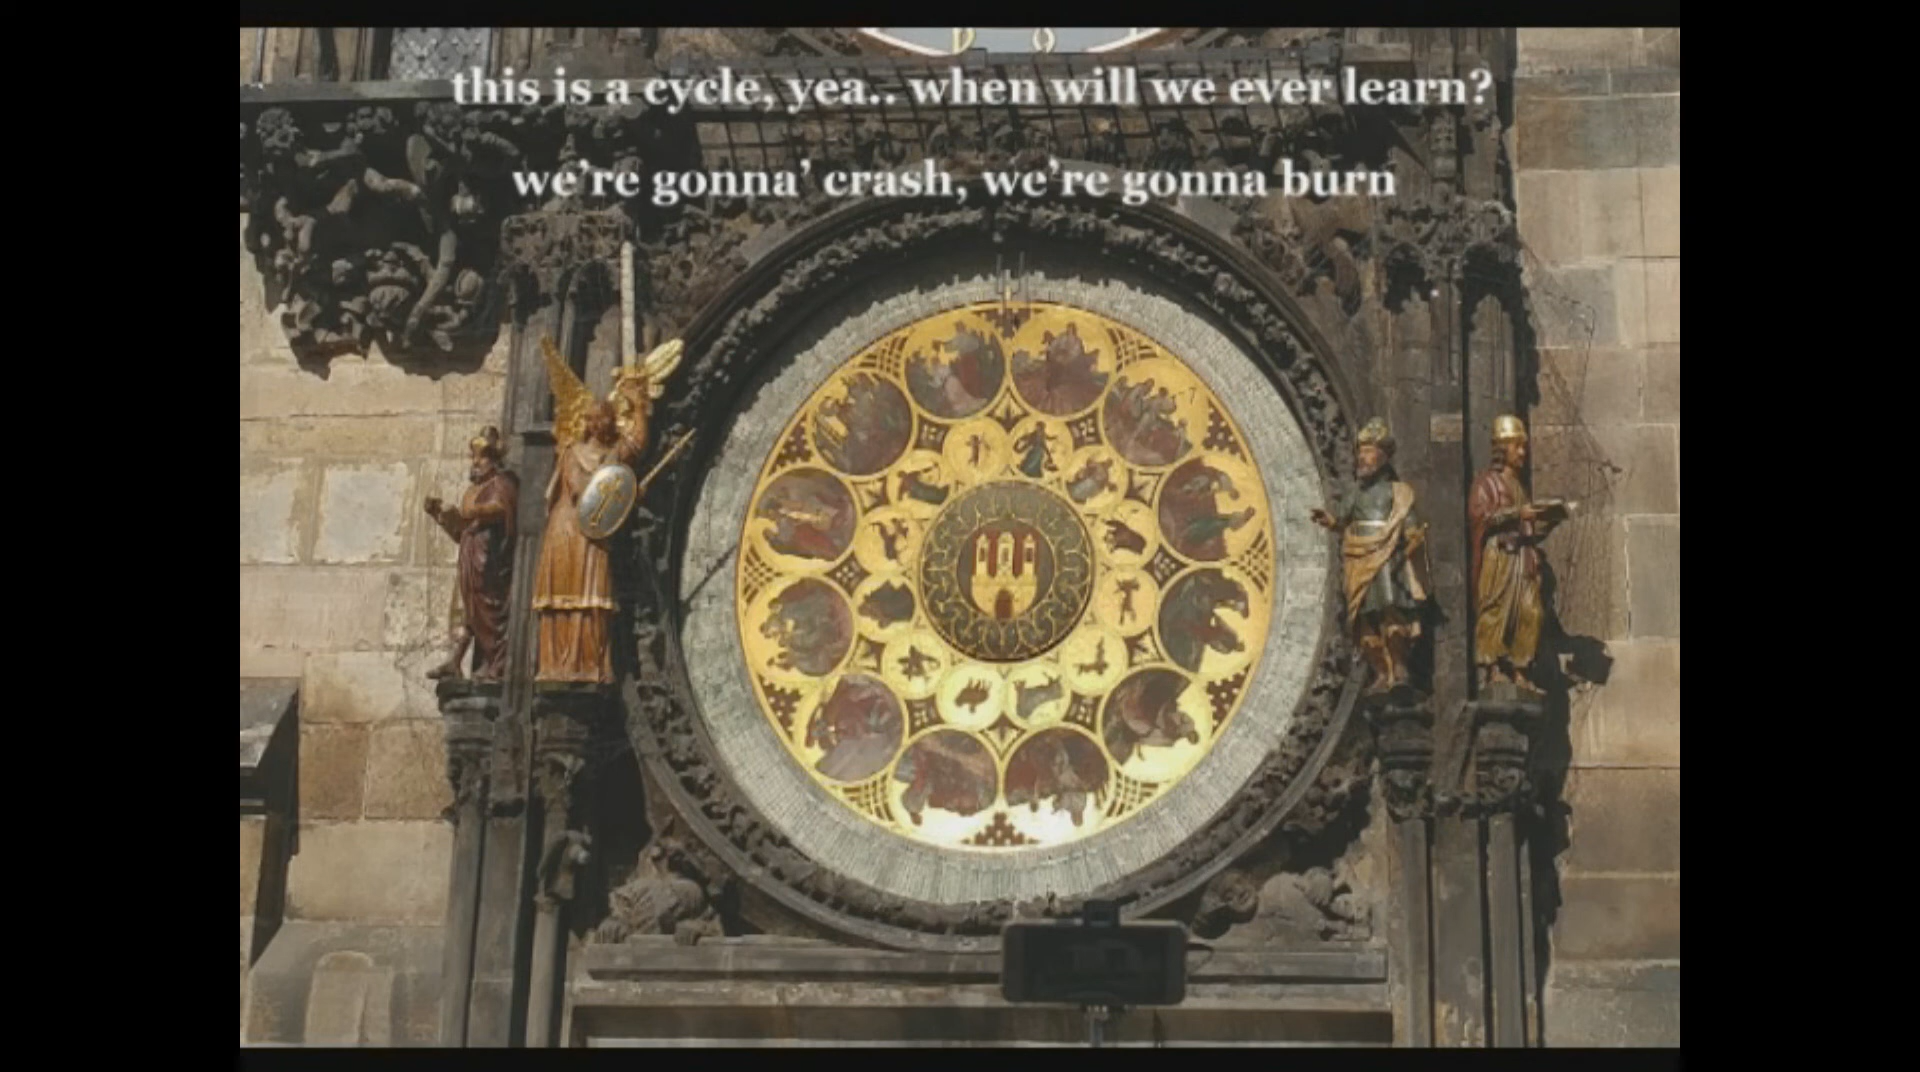 this is a cycle, yea.. when will we ever learn?
we're gonna' crash, we're gonna burn